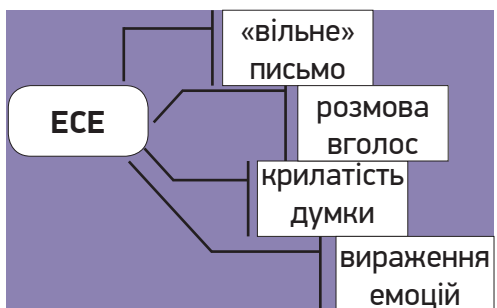 «вільне»
письмо
ЕСЕ
розмова
вголос
крилатість
думки
вираження
емоцій